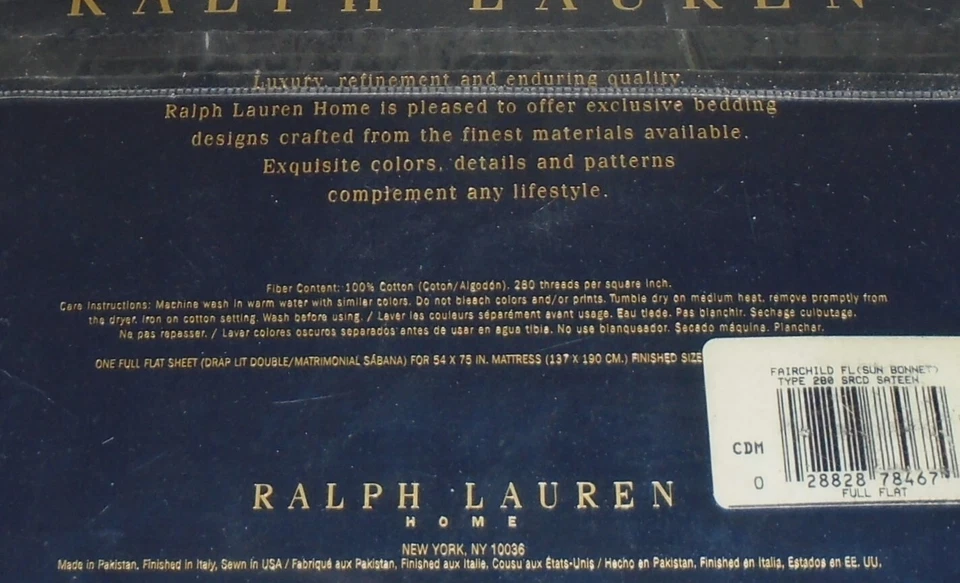 RALPH LAUREN
Luxury, refinement and enduring quality.
Ralph Lauren Home is pleased to offer exclusive bedding
designs crafted from the finest materials available.
Exquisite colors, details and patterns
complement any lifestyle.
Fiber Content: 100% Cotton (Coton/Algodón). 280 threads per square inch.
Care Instructions: Machine wash in warm water with similar colors. Do not bleach colors and/or prints. Tumble dry on medium heat, remove promptly from
the dryer. Iron on cotton setting. Wash before using. / Laver les couleurs séparément avant usage. Eau tiede. Pas blanchir. Sechage culbutage.
Ne pas repasser. / Lavar colores oscuros separados antes de usar en agua tibia. No use blanqueador. Secado máquina. Planchar.
ONE FULL FLAT SHEET (DRAP LIT DOUBLE/MATRIMONIAL SÁBANA) FOR 54 X 75 IN. MATTRESS (137 X 190 CM.) FINISHED SIZE
FAIRCHILD FL(SUN BONNET)
TYPE 280 SRCD SATEEN
CDM
0 28828 78467
FULL FLAT
RALPH LAUREN
HOME
NEW YORK, NY 10036
Made in Pakistan, Finished in Italy, Sewn in USA / Fabriqué aux Pakistan, Finished aux Italie, Cousu aux États-Unis / Hecho en Pakistan, Finished en Italia, Estados en EE. UU.